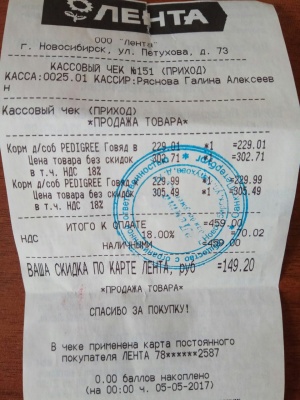 ЛЕНТА
ООО "Лента"
г. Новосибирск, ул. Петухова, д. 73
КАССОВЫЙ ЧЕК №151 (ПРИХОД)
КАССА:0025.01 КАССИР:Ряснова Галина Алексеевн
Кассовый чек (ПРИХОД)
*ПРОДАЖА ТОВАРА*
Корм д/соб PEDIGREE Говяд в 229.01 *1 =229.01
Цена товара без скидок 302.71 =302.71
в т.ч. НДС 18%
Корм д/соб PEDIGREE Говяд 229.99 *1 =229.99
Цена товара без скидок 305.49 =305.49
в т.ч. НДС 18%
ИТОГО К ОПЛАТЕ =459.00
НДС 18.00% =70.02
НАЛИЧНЫМИ =459.00
ВАША СКИДКА ПО КАРТЕ ЛЕНТА, руб =149.20
*ПРОДАЖА ТОВАРА*
СПАСИБО ЗА ПОКУПКУ!
В чеке применена карта постоянного
покупателя ЛЕНТА 78******2587
0.00 баллов накоплено
(на 00:00 ч. 05-05-2017)